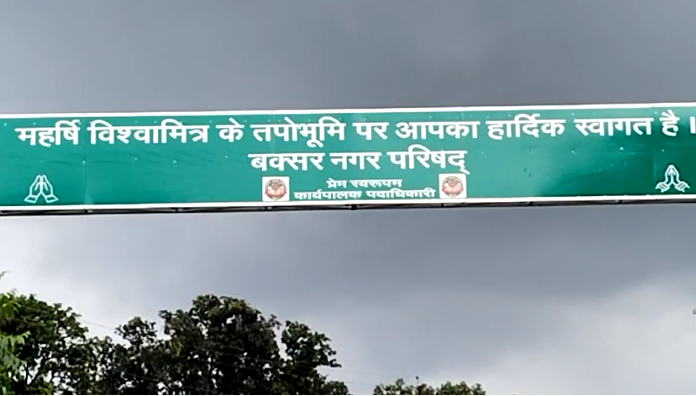 महर्षि विश्वामित्र के तपोभूमि पर आपका हार्दिक स्वागत है।
बक्सर नगर परिषद्
प्रेम स्वरूपम
कार्यपालक पदाधिकारी